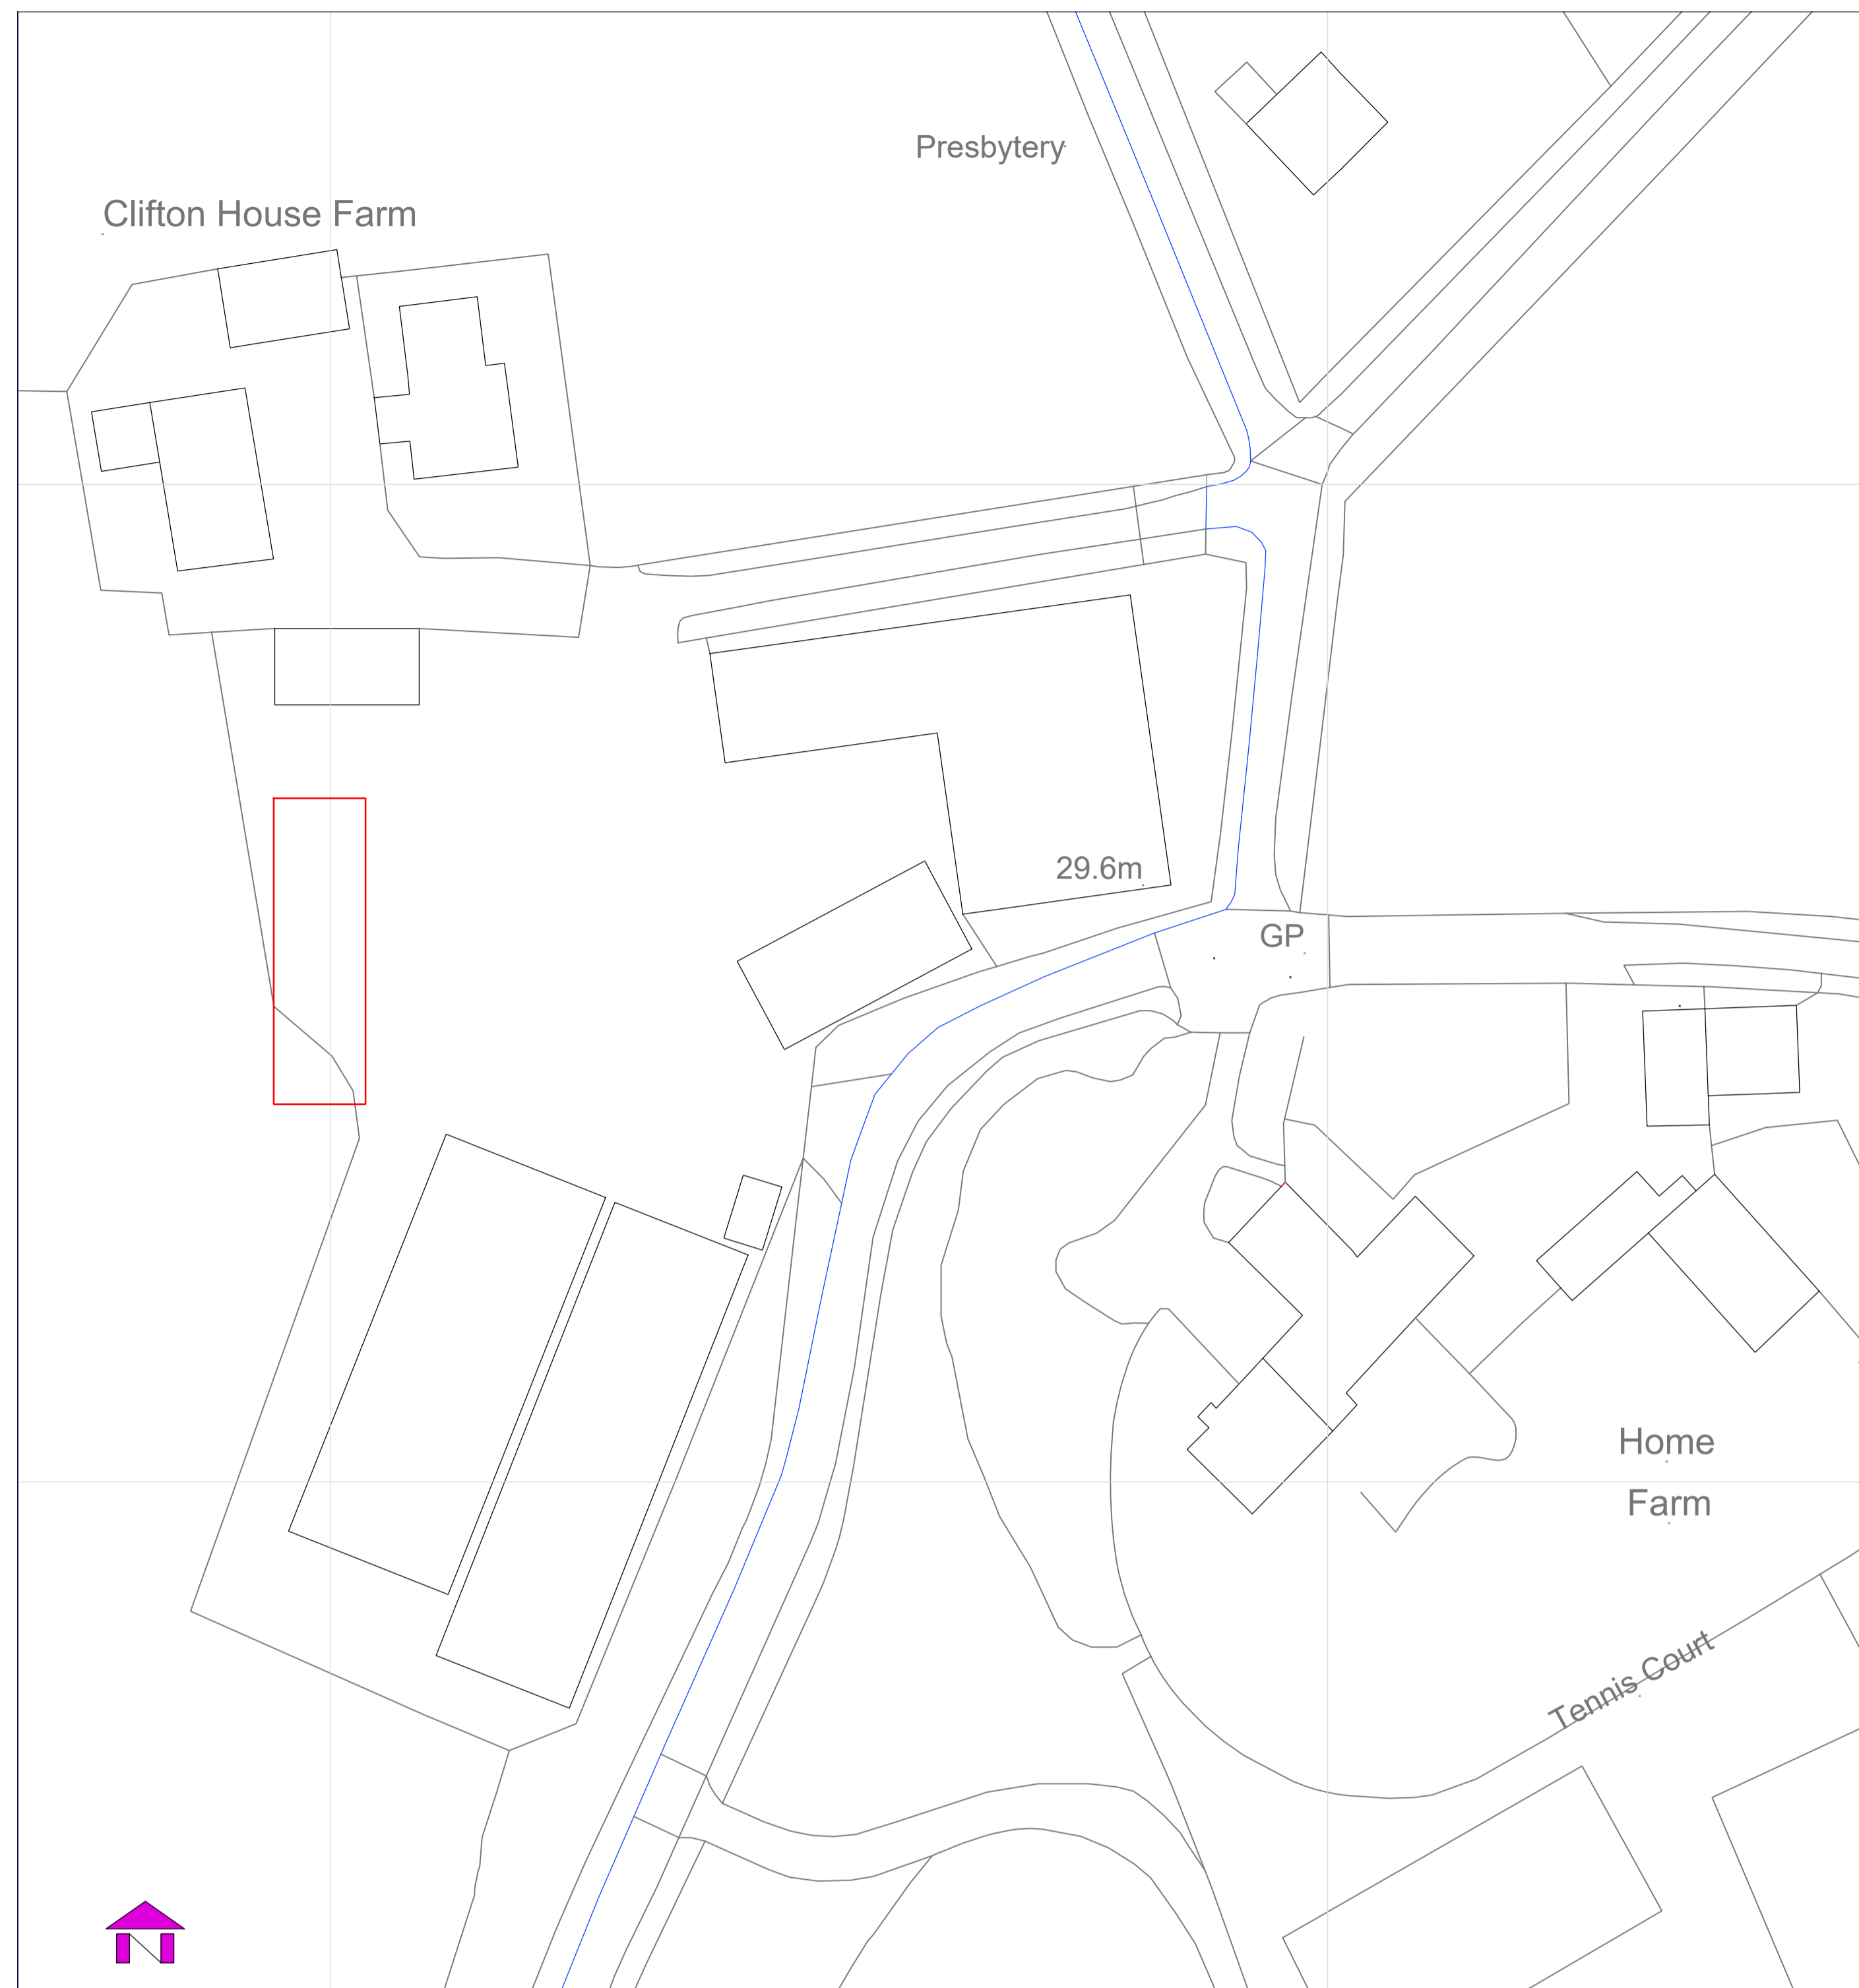 Presbytery
Clifton House Farm
29.6m
GP
Home
Farm
Tennis Court
N